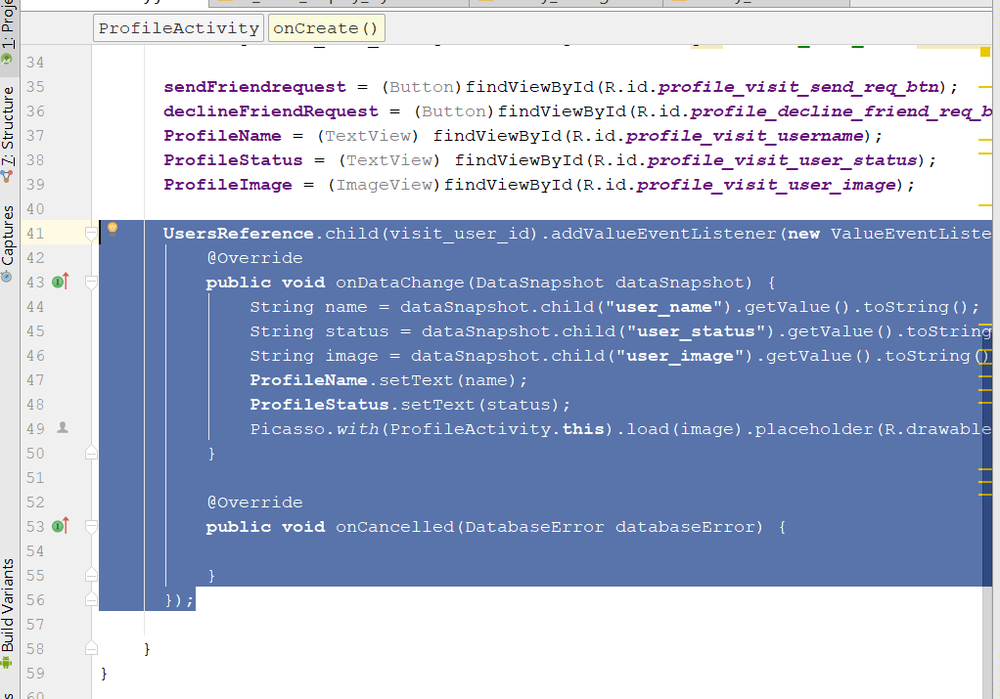 ProfileActivity onCreate()
34
35 sendFriendrequest = (Button)findViewById(R.id.profile_visit_send_req_btn);
36 declineFriendRequest = (Button)findViewById(R.id.profile_decline_friend_req_b
37 ProfileName = (TextView) findViewById(R.id.profile_visit_username);
38 ProfileStatus = (TextView) findViewById(R.id.profile_visit_user_status);
39 ProfileImage = (ImageView)findViewById(R.id.profile_visit_user_image);
40
41 UsersReference.child(visit_user_id).addValueEventListener(new ValueEventListe
42 @Override
43 public void onDataChange(DataSnapshot dataSnapshot) {
44 String name = dataSnapshot.child("user_name").getValue().toString();
45 String status = dataSnapshot.child("user_status").getValue().toString
46 String image = dataSnapshot.child("user_image").getValue().toString()
47 ProfileName.setText(name);
48 ProfileStatus.setText(status);
49 Picasso.with(ProfileActivity.this).load(image).placeholder(R.drawable
50 }
51
52 @Override
53 public void onCancelled(DatabaseError databaseError) {
54
55 }
56 });
57
58 }
59 }
60
1: Proje
7: Structure
Captures
Build Variants